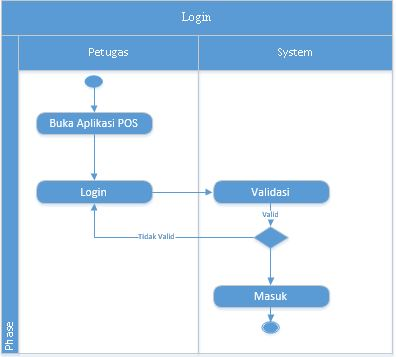 Login
Petugas
System
Buka Aplikasi POS
Login
Validasi
Valid
Tidak Valid
Masuk
Phase